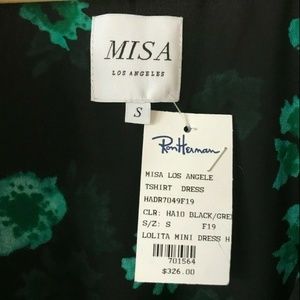 MISA
LOS ANGELES
S
Ron Herman
MISA LOS ANGELE
TSHIRT DRESS
HADR7049F19
CLR: HA10 BLACK/GRE
S/Z: S F19
LOLITA MINI DRESS H
701564
$326.00